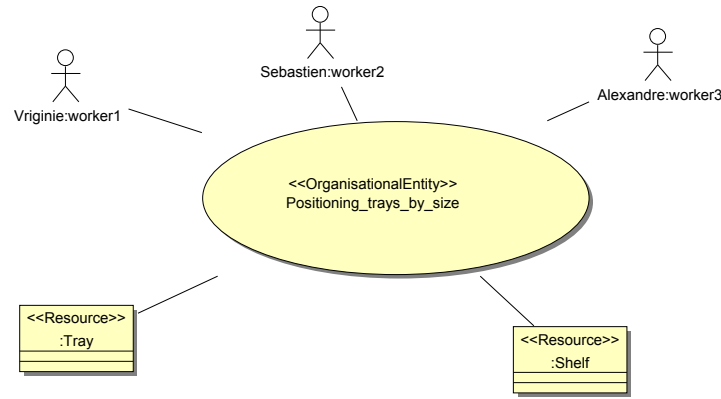 Sebastien:worker2
Vriginie:worker1
Alexandre:worker3
<<OrganisationalEntity>>
Positioning_trays_by_size
<<Resource>>
:Tray
<<Resource>>
:Shelf